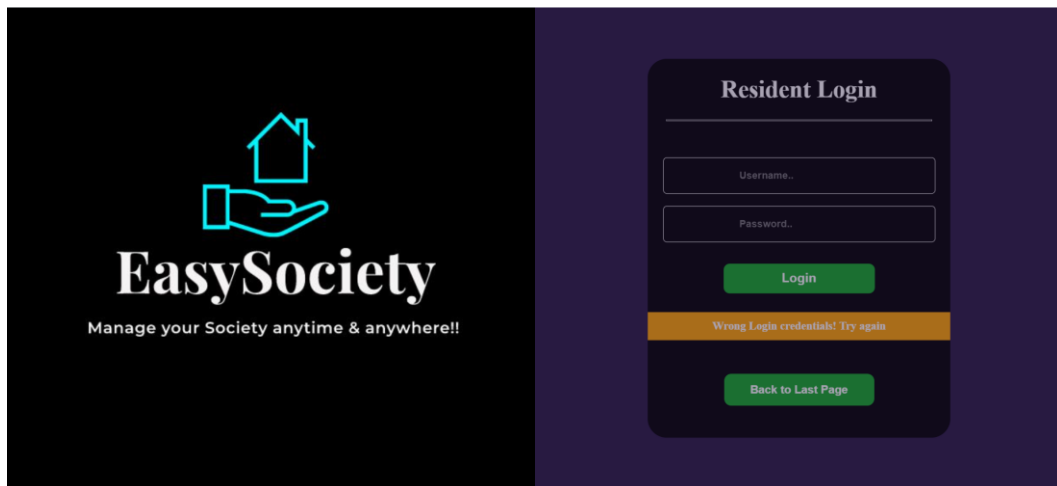 EasySociety
Manage your Society anytime & anywhere!!
Resident Login
Username..
Password..
Login
Wrong Login credentials! Try again
Back to Last Page